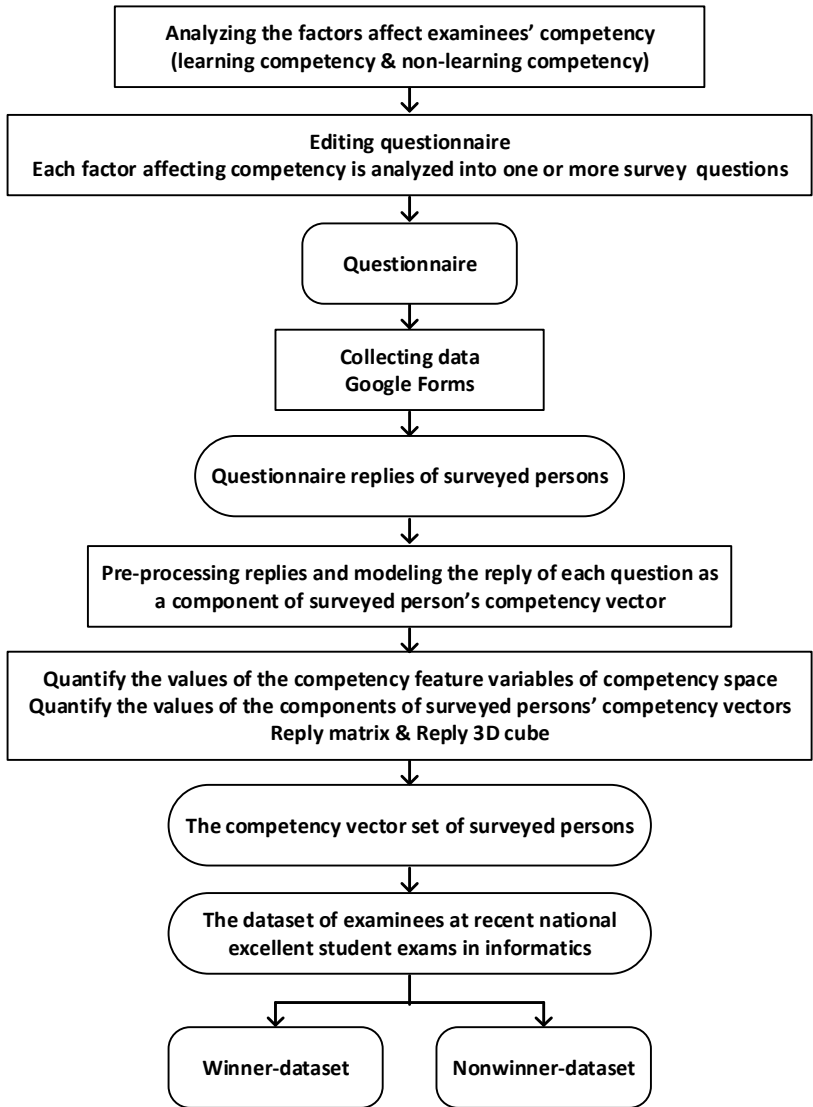 Analyzing the factors affect examinees’ competency
(learning competency & non-learning competency)
Editing questionnaire
Each factor affecting competency is analyzed into one or more survey questions
Questionnaire
Collecting data
Google Forms
Questionnaire replies of surveyed persons
Pre-processing replies and modeling the reply of each question as
a component of surveyed person’s competency vector
Quantify the values of the competency feature variables of competency space
Quantify the values of the components of surveyed persons’ competency vectors
Reply matrix & Reply 3D cube
The competency vector set of surveyed persons
The dataset of examinees at recent national
excellent student exams in informatics
Winner-dataset
Nonwinner-dataset